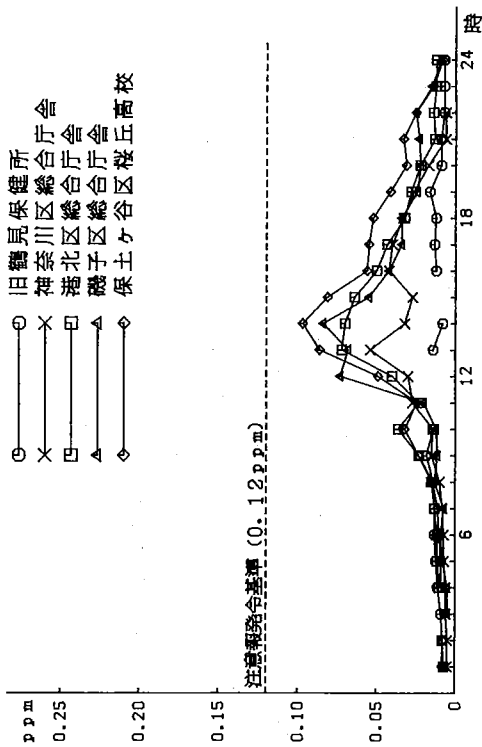 ppm
0.25
0.20
0.15
0.10
0.05
0
旧鶴見保健所
神奈川区総合庁舎
港北区総合庁舎
磯子区総合庁舎
保土ヶ谷区桜丘高校
注意報発令基準 (0.12ppm)
6
12
18
24
時